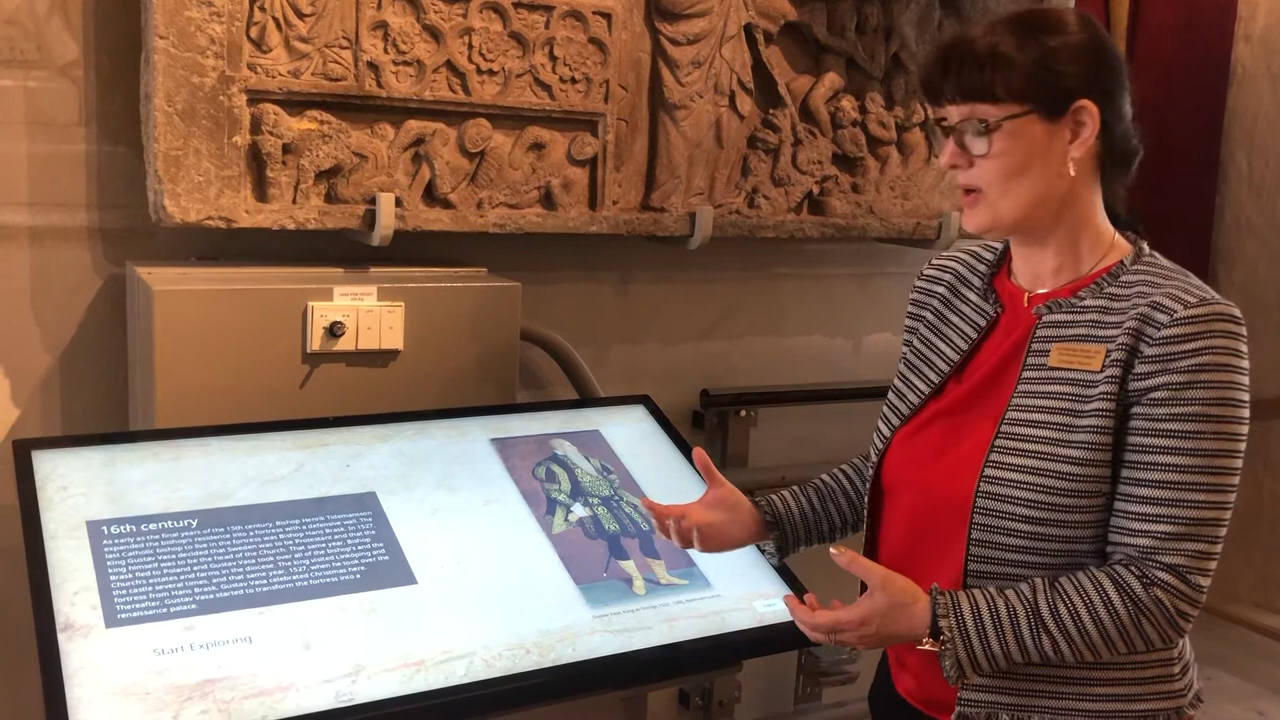 16th century
As early as the final years of the 15th century, Bishop Henrik Tidemansson
expanded the bishop's residence into a fortress with a defensive wall. The
last Catholic bishop to live in the fortress was Bishop Hans Brask. In 1527,
King Gustav Vasa decided that Sweden was to be Protestant and that the
king himself was to be the head of the Church. That same year, Bishop
Brask fled to Poland and Gustav Vasa took over all of the bishop's and the
Church's estates and farms in the diocese. The king visited Linköping and
the castle several times, and that same year, 1527, when he took over the
fortress from Hans Brask, Gustav Vasa celebrated Christmas here.
Thereafter, Gustav Vasa started to transform the fortress into a
renaissance palace.
Start Exploring